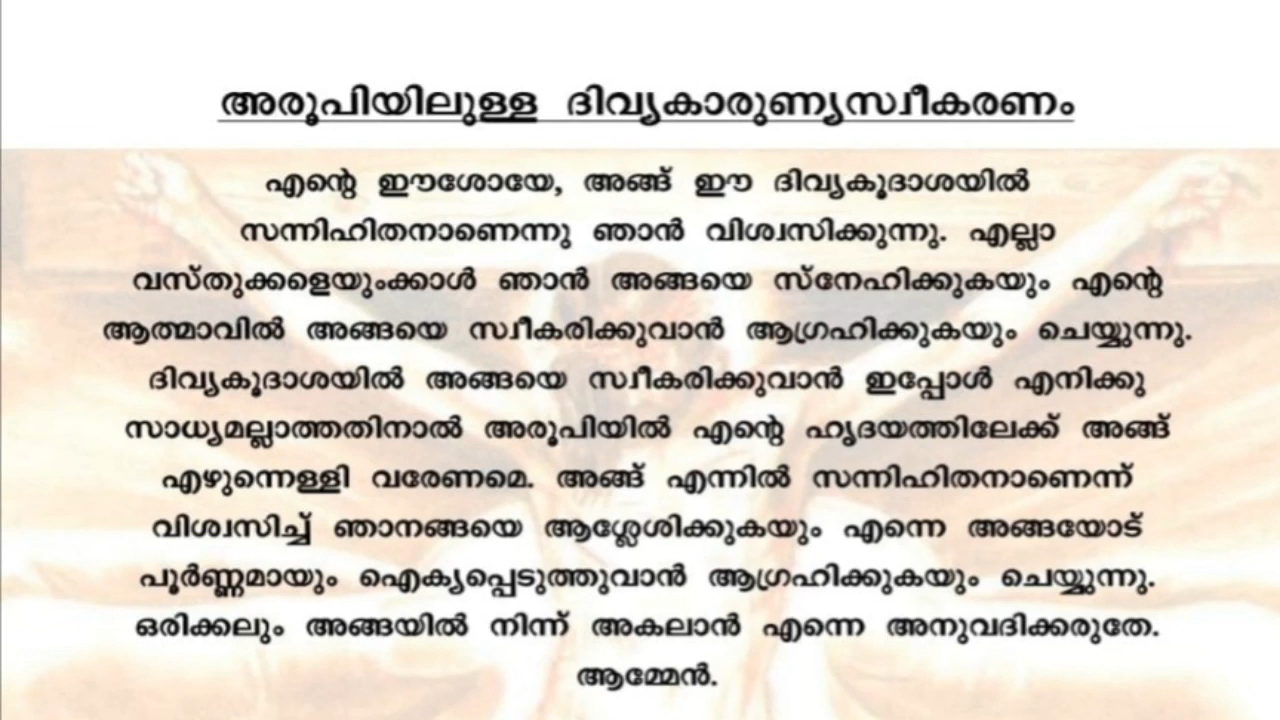 അരൂപിയിലുള്ള ദിവ്യകാരുണ്യസ്വീകരണം
എന്റെ ഈശോയേ, അങ്ങ് ഈ ദിവ്യകൂദാശയിൽ
സന്നിഹിതനാണെന്നു ഞാൻ വിശ്വസിക്കുന്നു. എല്ലാ
വസ്തുക്കളെയുംക്കാൾ ഞാൻ അങ്ങയെ സ്നേഹിക്കുകയും എന്റെ
ആത്മാവിൽ അങ്ങയെ സ്വീകരിക്കുവാൻ ആഗ്രഹിക്കുകയും ചെയ്യുന്നു.
ദിവ്യകൂദാശയിൽ അങ്ങയെ സ്വീകരിക്കുവാൻ ഇപ്പോൾ എനിക്കു
സാധ്യമല്ലാത്തതിനാൽ അരൂപിയിൽ എന്റെ ഹൃദയത്തിലേക്ക് അങ്ങ്
എഴുന്നെള്ളി വരേണമെ. അങ്ങ് എന്നിൽ സന്നിഹിതനാണെന്ന്
വിശ്വസിച്ച് ഞാനങ്ങയെ ആശ്ലേശിക്കുകയും എന്നെ അങ്ങയോട്
പൂർണ്ണമായും ഐക്യപ്പെടുത്തുവാൻ ആഗ്രഹിക്കുകയും ചെയ്യുന്നു.
ഒരിക്കലും അങ്ങയിൽ നിന്ന് അകലാൻ എന്നെ അനുവദിക്കരുതേ.
ആമ്മേൻ.